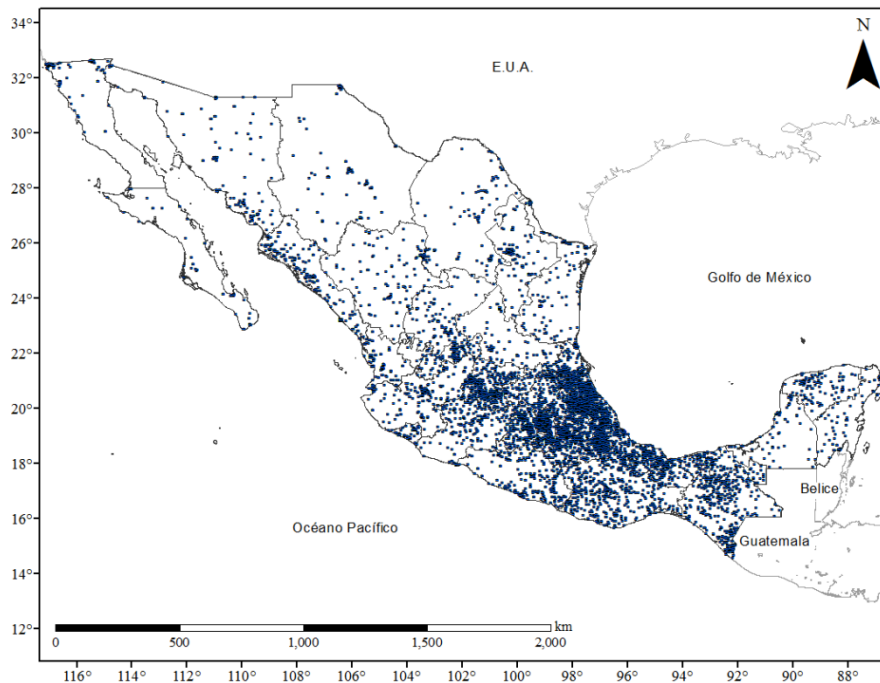 34°
N
E.U.A.
32°
30°
28°
26°
Golfo de México
24°
22°
20°
18°
Belice
16°
Océano Pacífico
Guatemala
14°
12°
km
0 500 1,000 1,500 2,000
116° 114° 112° 110° 108° 106° 104° 102° 100° 98° 96° 94° 92° 90° 88°